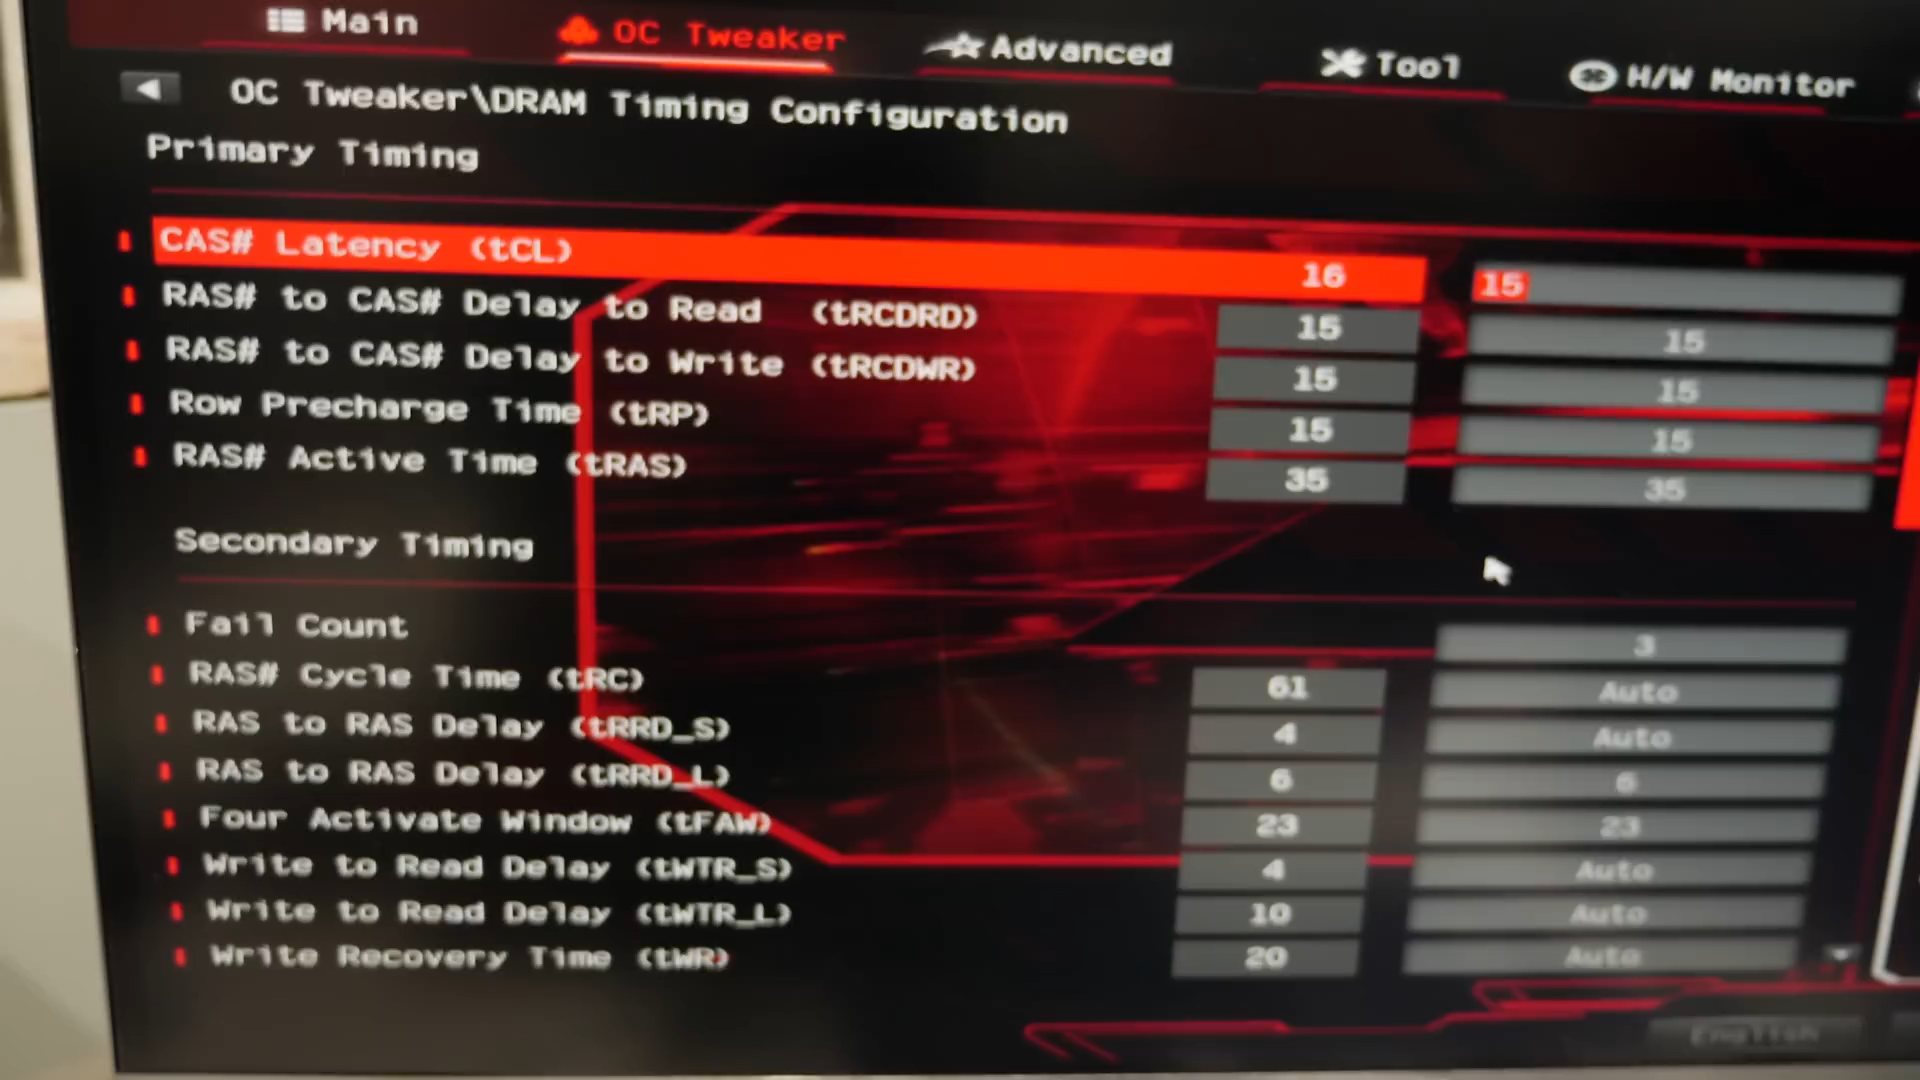 Main OC Tweaker Advanced Tool H/W Monitor
OC Tweaker\DRAM Timing Configuration
Primary Timing
CAS# Latency (tCL) 16 15
RAS# to CAS# Delay to Read (tRCDRD) 15 15
RAS# to CAS# Delay to Write (tRCDWR) 15 15
Row Precharge Time (tRP) 15 15
RAS# Active Time (tRAS) 35 35
Secondary Timing
Fail Count 3
RAS# Cycle Time (tRC) 61 Auto
RAS to RAS Delay (tRRD_S) 4 Auto
RAS to RAS Delay (tRRD_L) 6 6
Four Activate Window (tFAW) 23 23
Write to Read Delay (tWTR_S) 4 Auto
Write to Read Delay (tWTR_L) 10 Auto
Write Recovery Time (tWR) 20 Auto
English